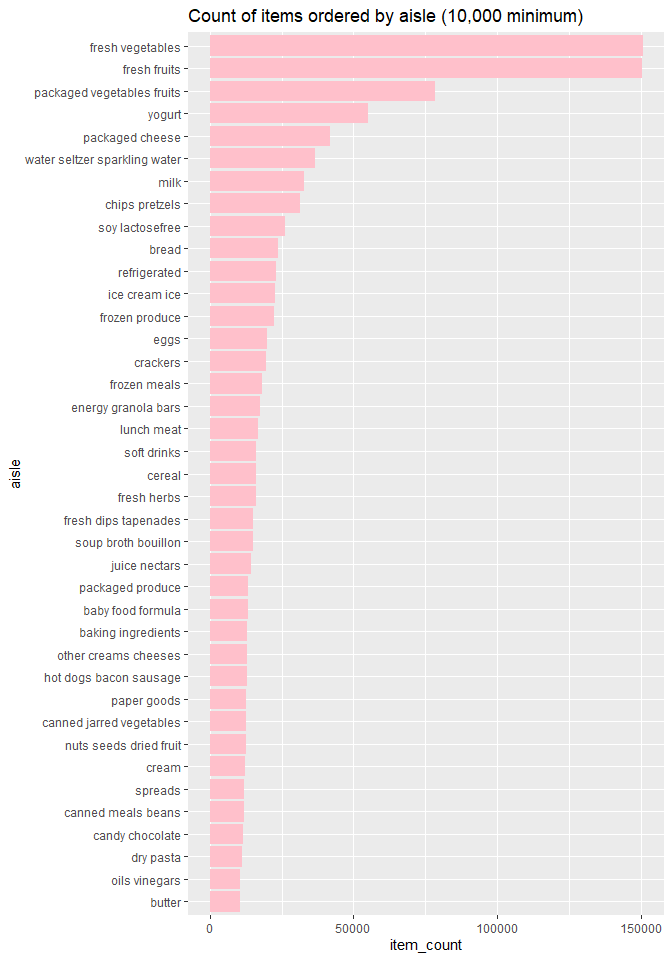 Count of items ordered by aisle (10,000 minimum)
fresh vegetables
fresh fruits
packaged vegetables fruits
yogurt
packaged cheese
water seltzer sparkling water
milk
chips pretzels
soy lactosefree
bread
refrigerated
ice cream ice
frozen produce
eggs
crackers
frozen meals
energy granola bars
lunch meat
soft drinks
cereal
fresh herbs
fresh dips tapenades
soup broth bouillon
juice nectars
packaged produce
baby food formula
baking ingredients
other creams cheeses
hot dogs bacon sausage
paper goods
canned jarred vegetables
nuts seeds dried fruit
cream
spreads
canned meals beans
candy chocolate
dry pasta
oils vinegars
butter
aisle
0 50000 100000 150000
item_count